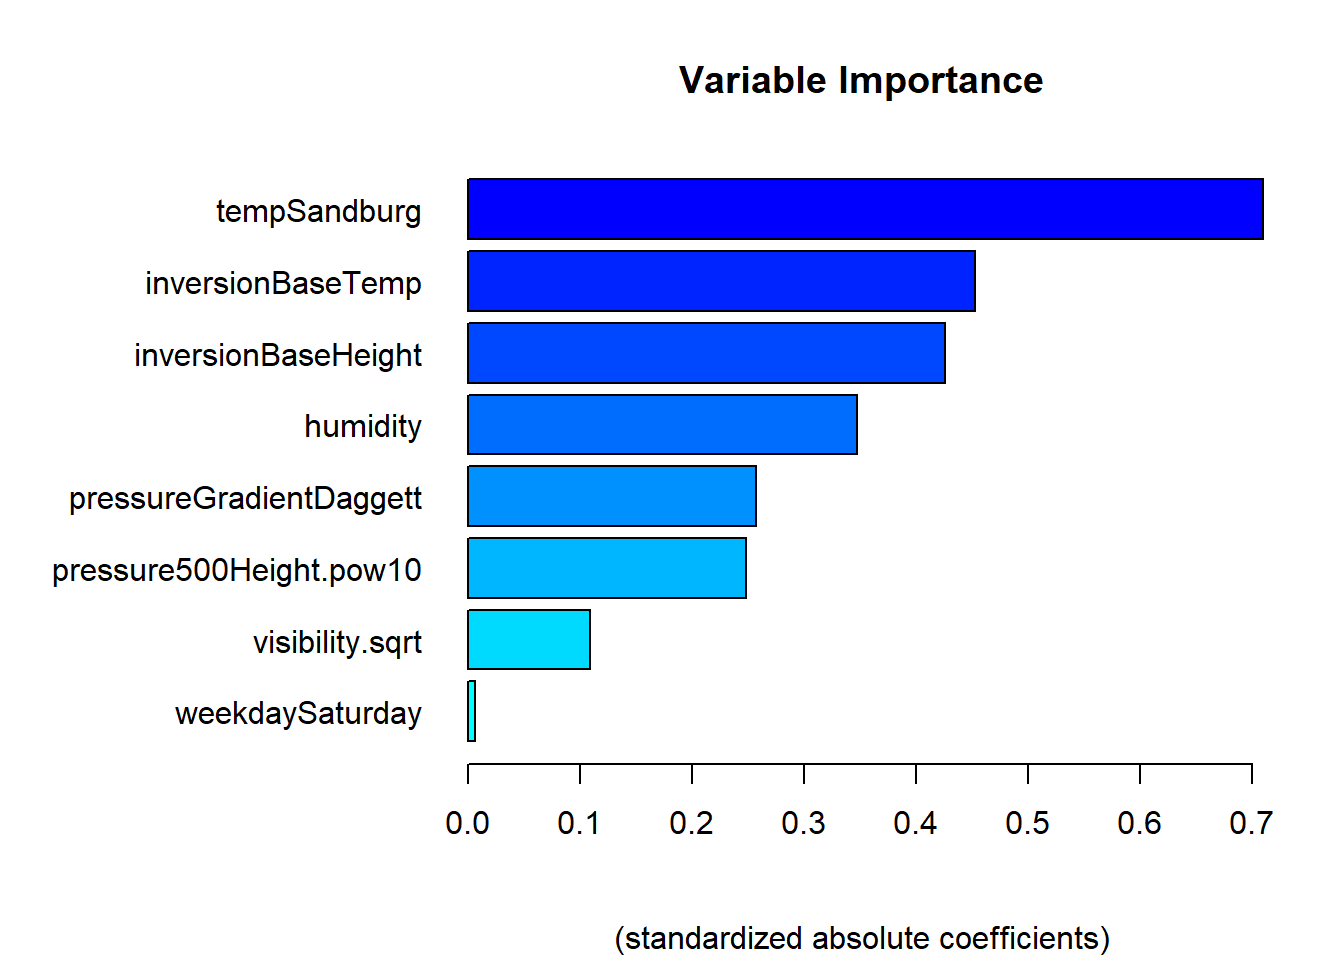 Variable Importance
tempSandburg
inversionBaseTemp
inversionBaseHeight
humidity
pressureGradientDaggett
pressure500Height.pow10
visibility.sqrt
weekdaySaturday
0.0 0.1 0.2 0.3 0.4 0.5 0.6 0.7
(standardized absolute coefficients)